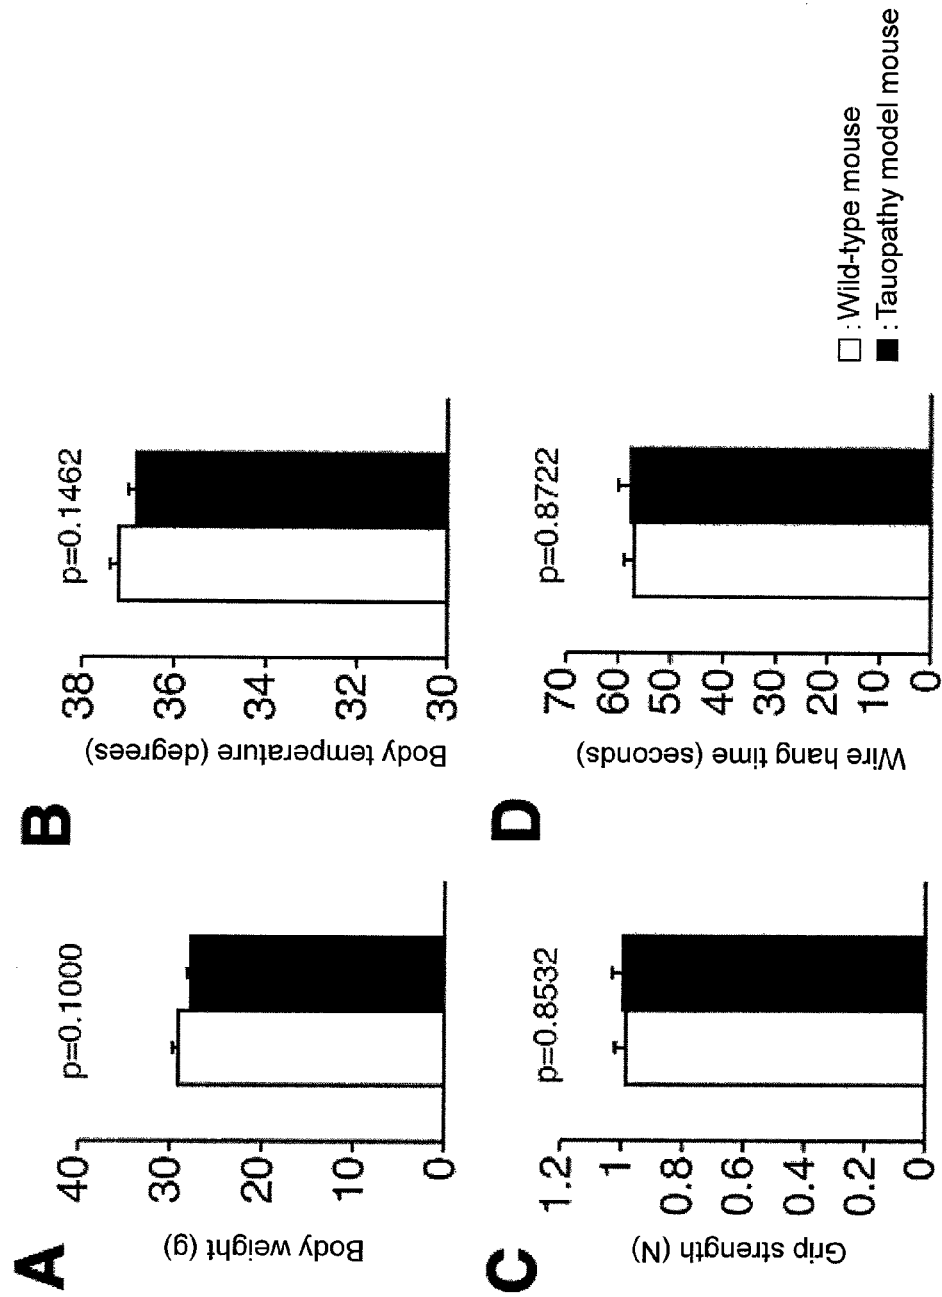 A
p=0.1000
Body weight (g)
40
30
20
10
0
B
p=0.1462
Body temperature (degrees)
38
36
34
32
30
C
p=0.8532
Grip strength (N)
1.2
1
0.8
0.6
0.4
0.2
0
D
p=0.8722
Wire hang time (seconds)
70
60
50
40
30
20
10
0
: Wild-type mouse
: Tauopathy model mouse